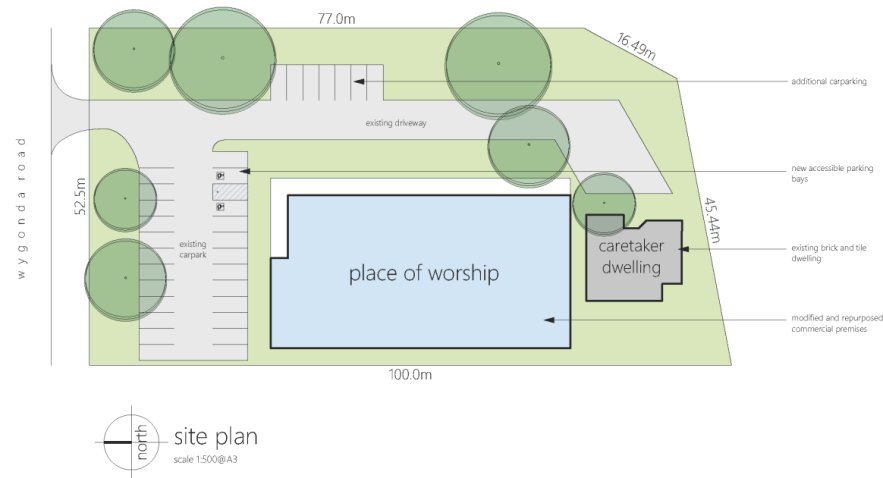 77.0m
16.49m
additional carparking
existing driveway
new accessible parking
bays
wygonda road
52.5m
existing
carpark
45.44m
place of worship
caretaker
dwelling
existing brick and tile
dwelling
modified and repurposed
commercial premises
100.0m
north
site plan
scale 1:500@A3